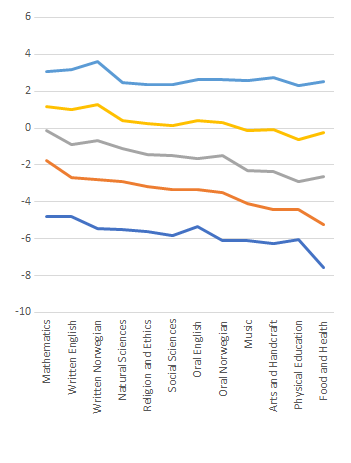 6
4
2
0
-2
-4
-6
-8
-10
Mathematics
Written English
Written Norwegian
Natural Sciences
Religion and Ethics
Social Sciences
Oral English
Oral Norwegian
Music
Arts and Handcraft
Physical Education
Food and Health